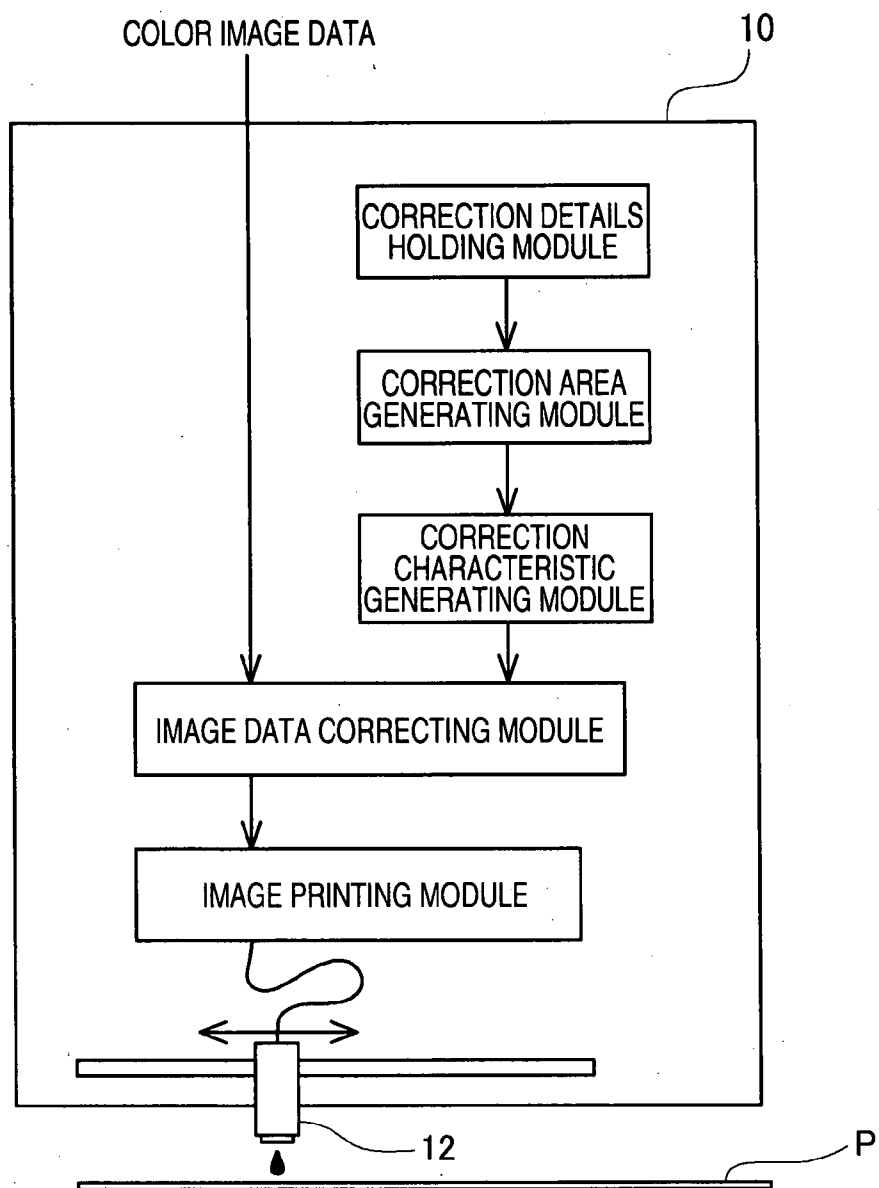 COLOR IMAGE DATA
10
CORRECTION DETAILS
HOLDING MODULE
CORRECTION AREA
GENERATING MODULE
CORRECTION
CHARACTERISTIC
GENERATING MODULE
IMAGE DATA CORRECTING MODULE
IMAGE PRINTING MODULE
12
P